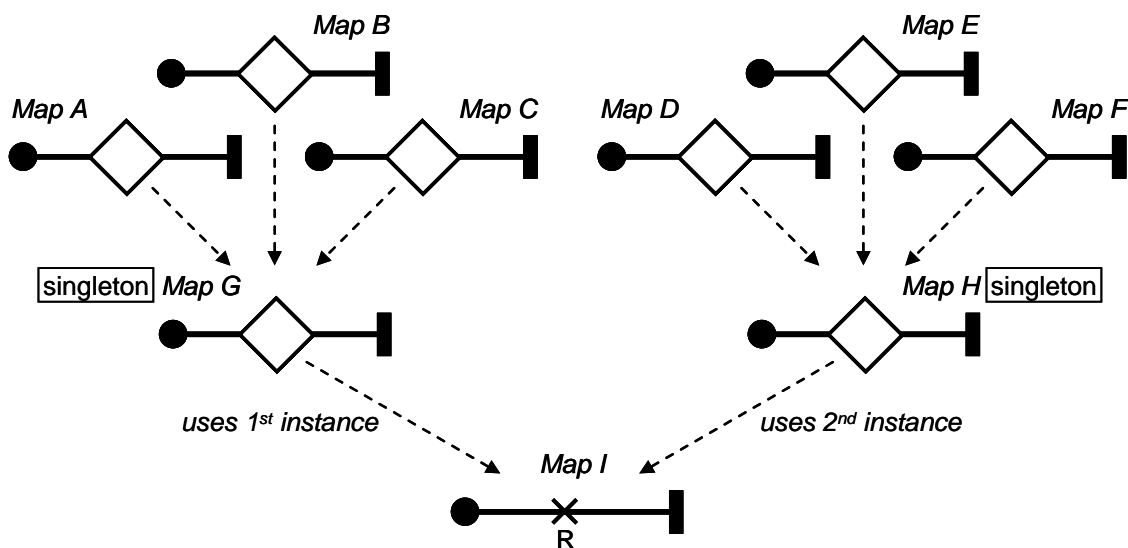 Map B
Map E
Map A
Map C
Map D
Map F
singleton Map G
Map H singleton
uses 1st instance
uses 2nd instance
Map I
R